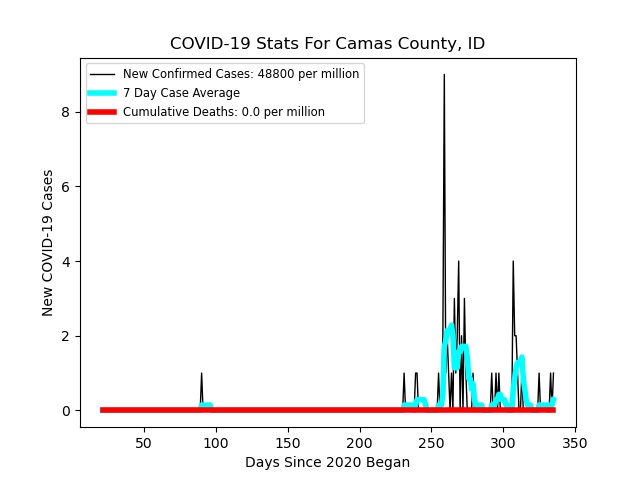 COVID-19 Stats For Camas County, ID
New Confirmed Cases: 48800 per million
7 Day Case Average
Cumulative Deaths: 0.0 per million
New COVID-19 Cases
8
6
4
2
0
50 100 150 200 250 300 350
Days Since 2020 Began